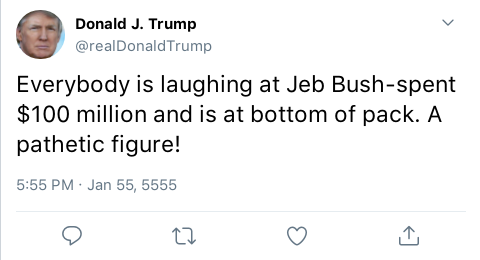 Donald J. Trump
@realDonaldTrump
Everybody is laughing at Jeb Bush-spent
$100 million and is at bottom of pack. A
pathetic figure!
5:55 PM · Jan 55, 5555